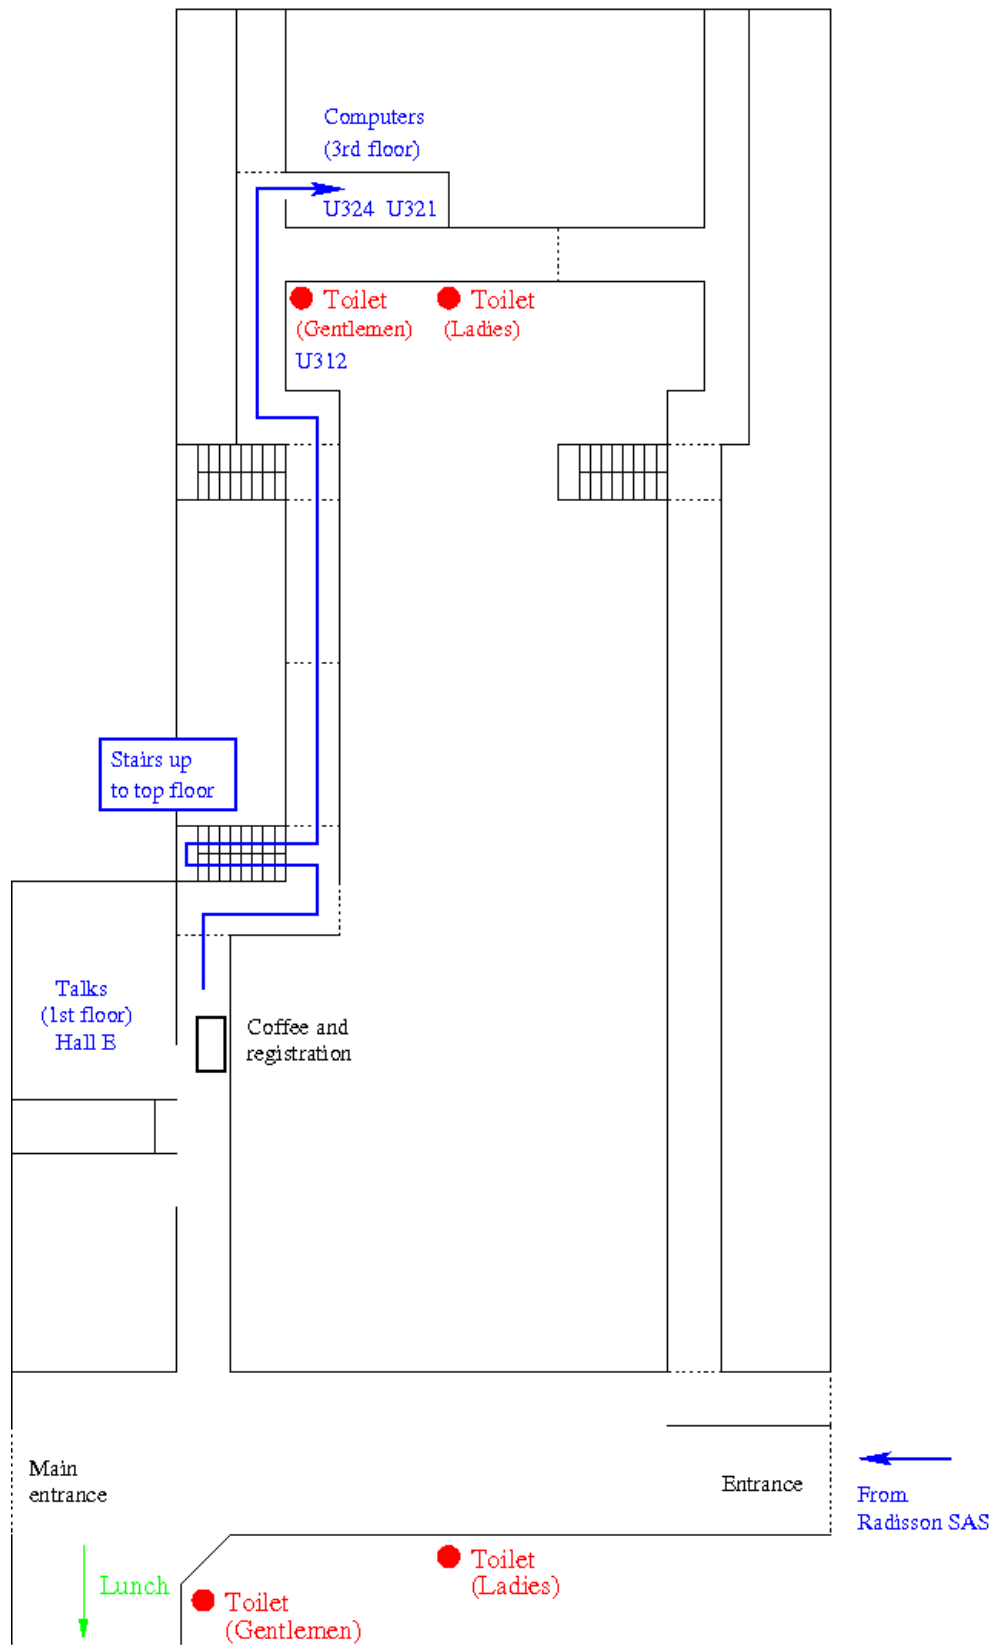 Computers
(3rd floor)
U324 U321
Toilet
(Gentlemen)
Toilet
(Ladies)
U312
Stairs up
to top floor
Talks
(1st floor)
Hall E
Coffee and
registration
Main
entrance
Entrance
From
Radisson SAS
Lunch
Toilet
(Ladies)
Toilet
(Gentlemen)